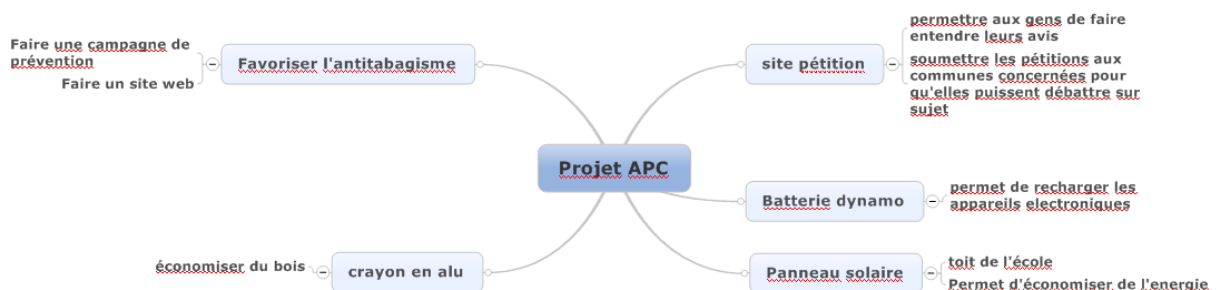 Projet APC
Favoriser l'antitabagisme
Faire une campagne de
prévention
Faire un site web
crayon en alu
économiser du bois
site pétition
permettre aux gens de faire
entendre leurs avis
soumettre les pétitions aux
communes concernées pour
qu'elles puissent débattre sur
sujet
Batterie dynamo
permet de recharger les
appareils electroniques
Panneau solaire
toit de l'école
Permet d'économiser de l'energie